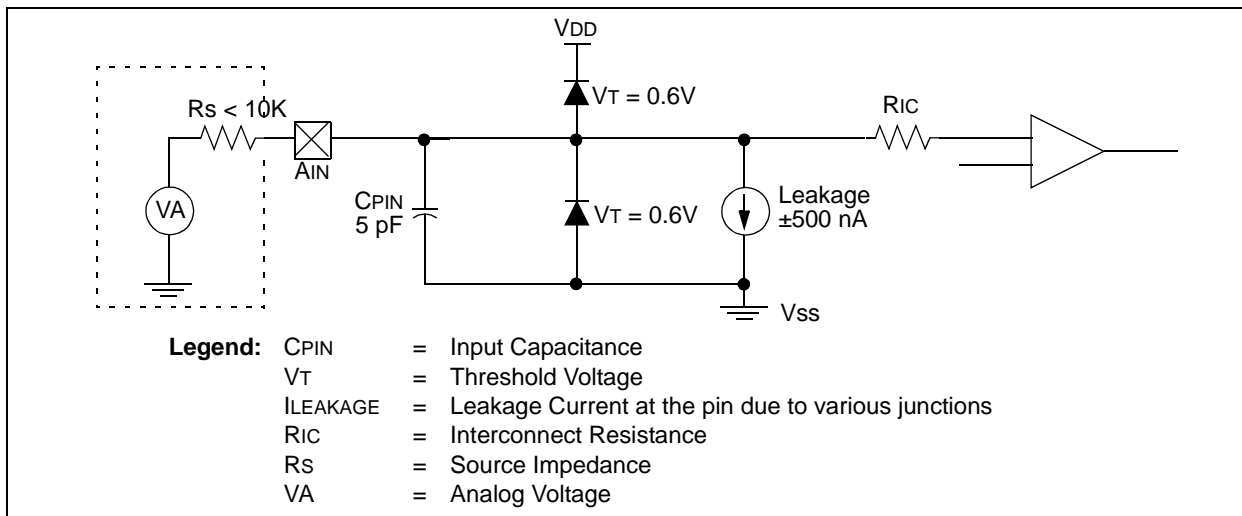 VDD
Rs < 10K
VT = 0.6V
RIC
AIN
VA
CPIN
5 pF
VT = 0.6V
Leakage
±500 nA
Vss
Legend: CPIN = Input Capacitance
VT = Threshold Voltage
ILEAKAGE = Leakage Current at the pin due to various junctions
RIC = Interconnect Resistance
RS = Source Impedance
VA = Analog Voltage